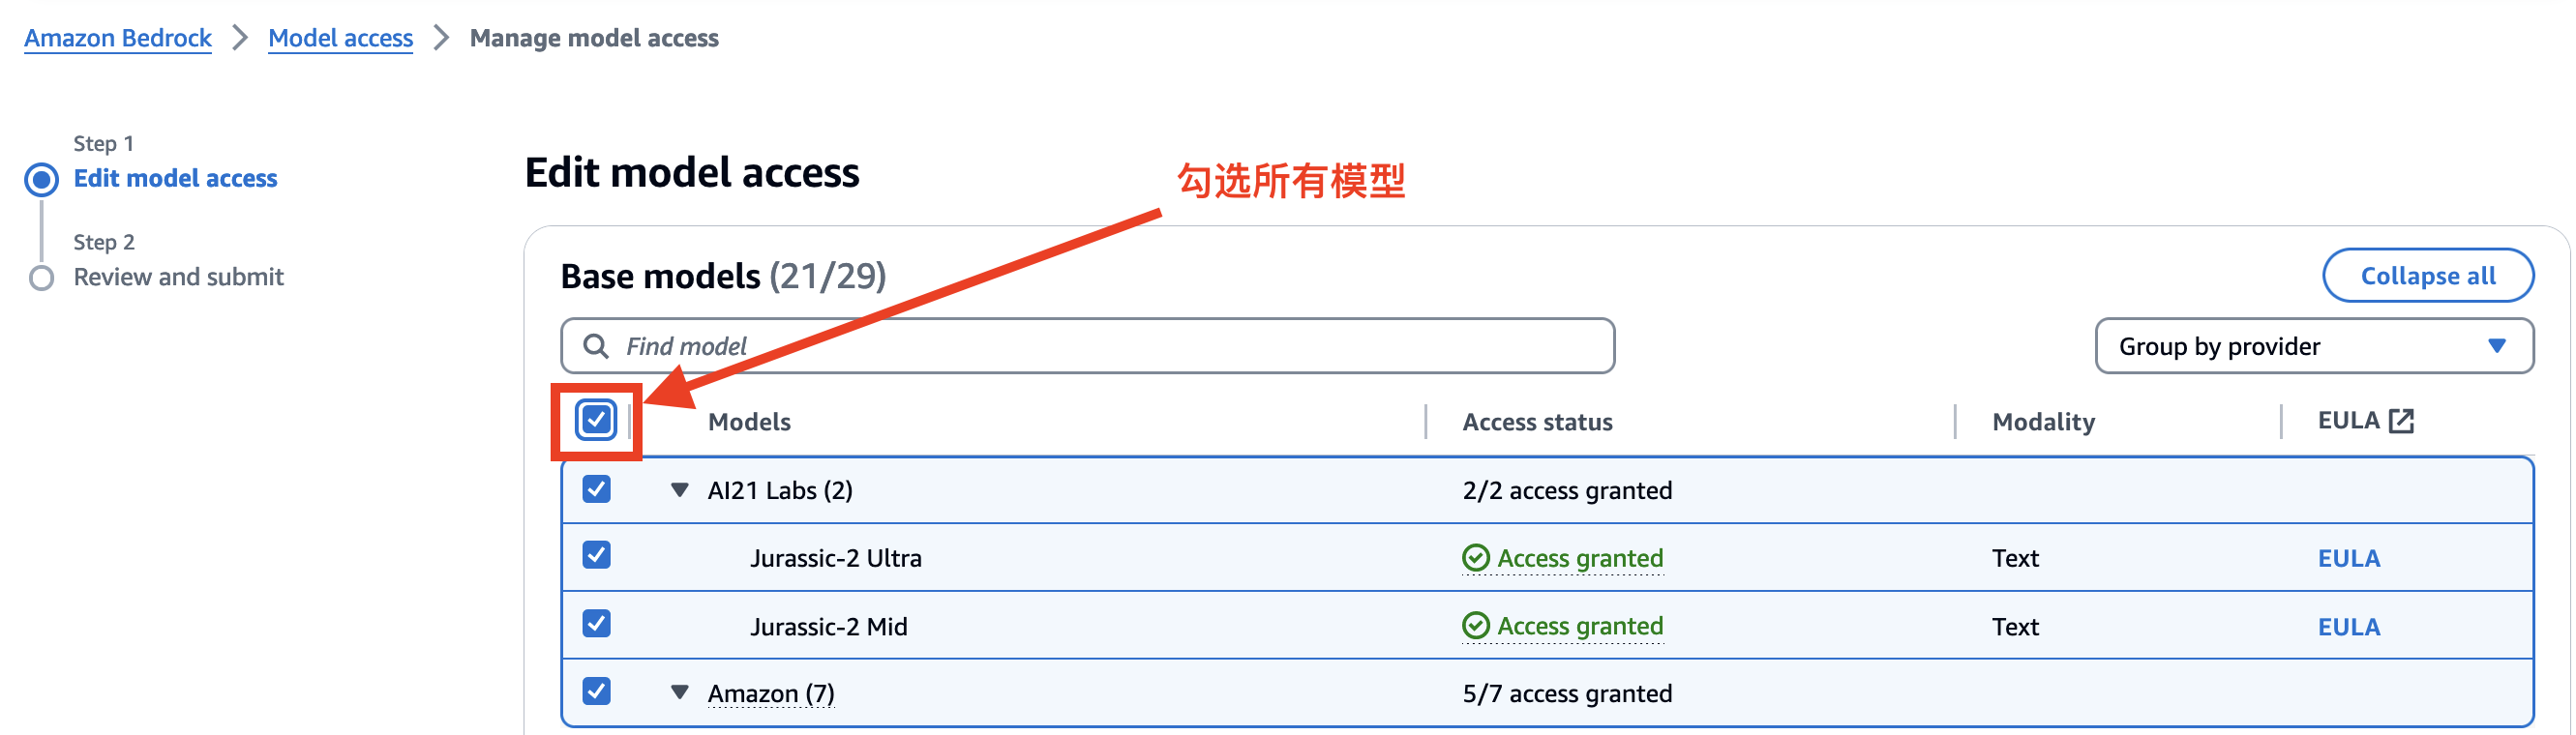 Amazon Bedrock > Model access > Manage model access
Step 1
Edit model access
Step 2
Review and submit
Edit model access
勾选所有模型
Base models (21/29)
Collapse all
Find model
Group by provider
Models Access status Modality EULA
AI21 Labs (2) 2/2 access granted
Jurassic-2 Ultra Access granted Text EULA
Jurassic-2 Mid Access granted Text EULA
Amazon (7) 5/7 access granted